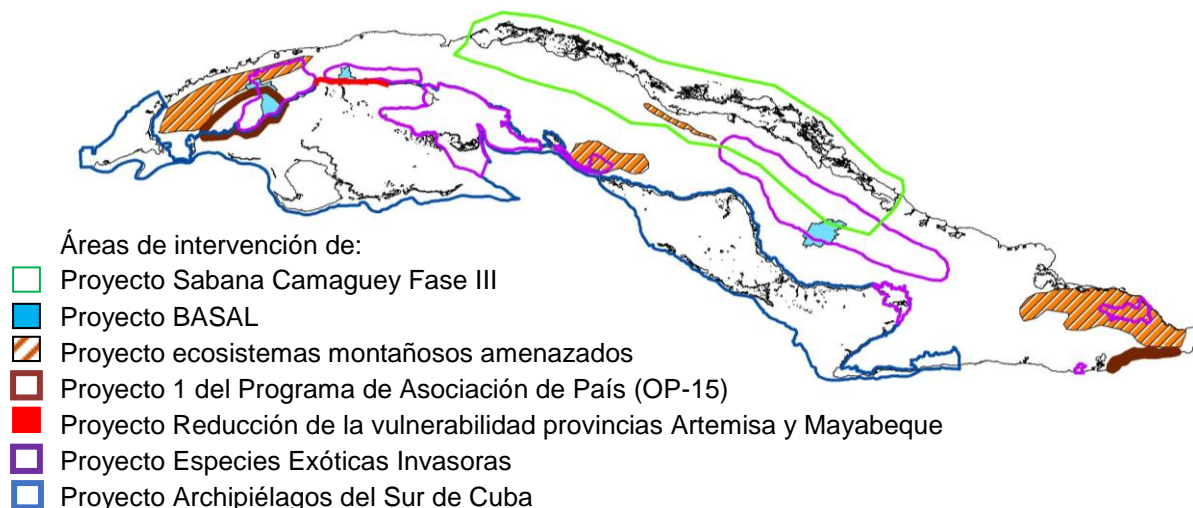 Áreas de intervención de:
Proyecto Sabana Camaguey Fase III
Proyecto BASAL
Proyecto ecosistemas montañosos amenazados
Proyecto 1 del Programa de Asociación de País (OP-15)
Proyecto Reducción de la vulnerabilidad provincias Artemisa y Mayabeque
Proyecto Especies Exóticas Invasoras
Proyecto Archipiélagos del Sur de Cuba